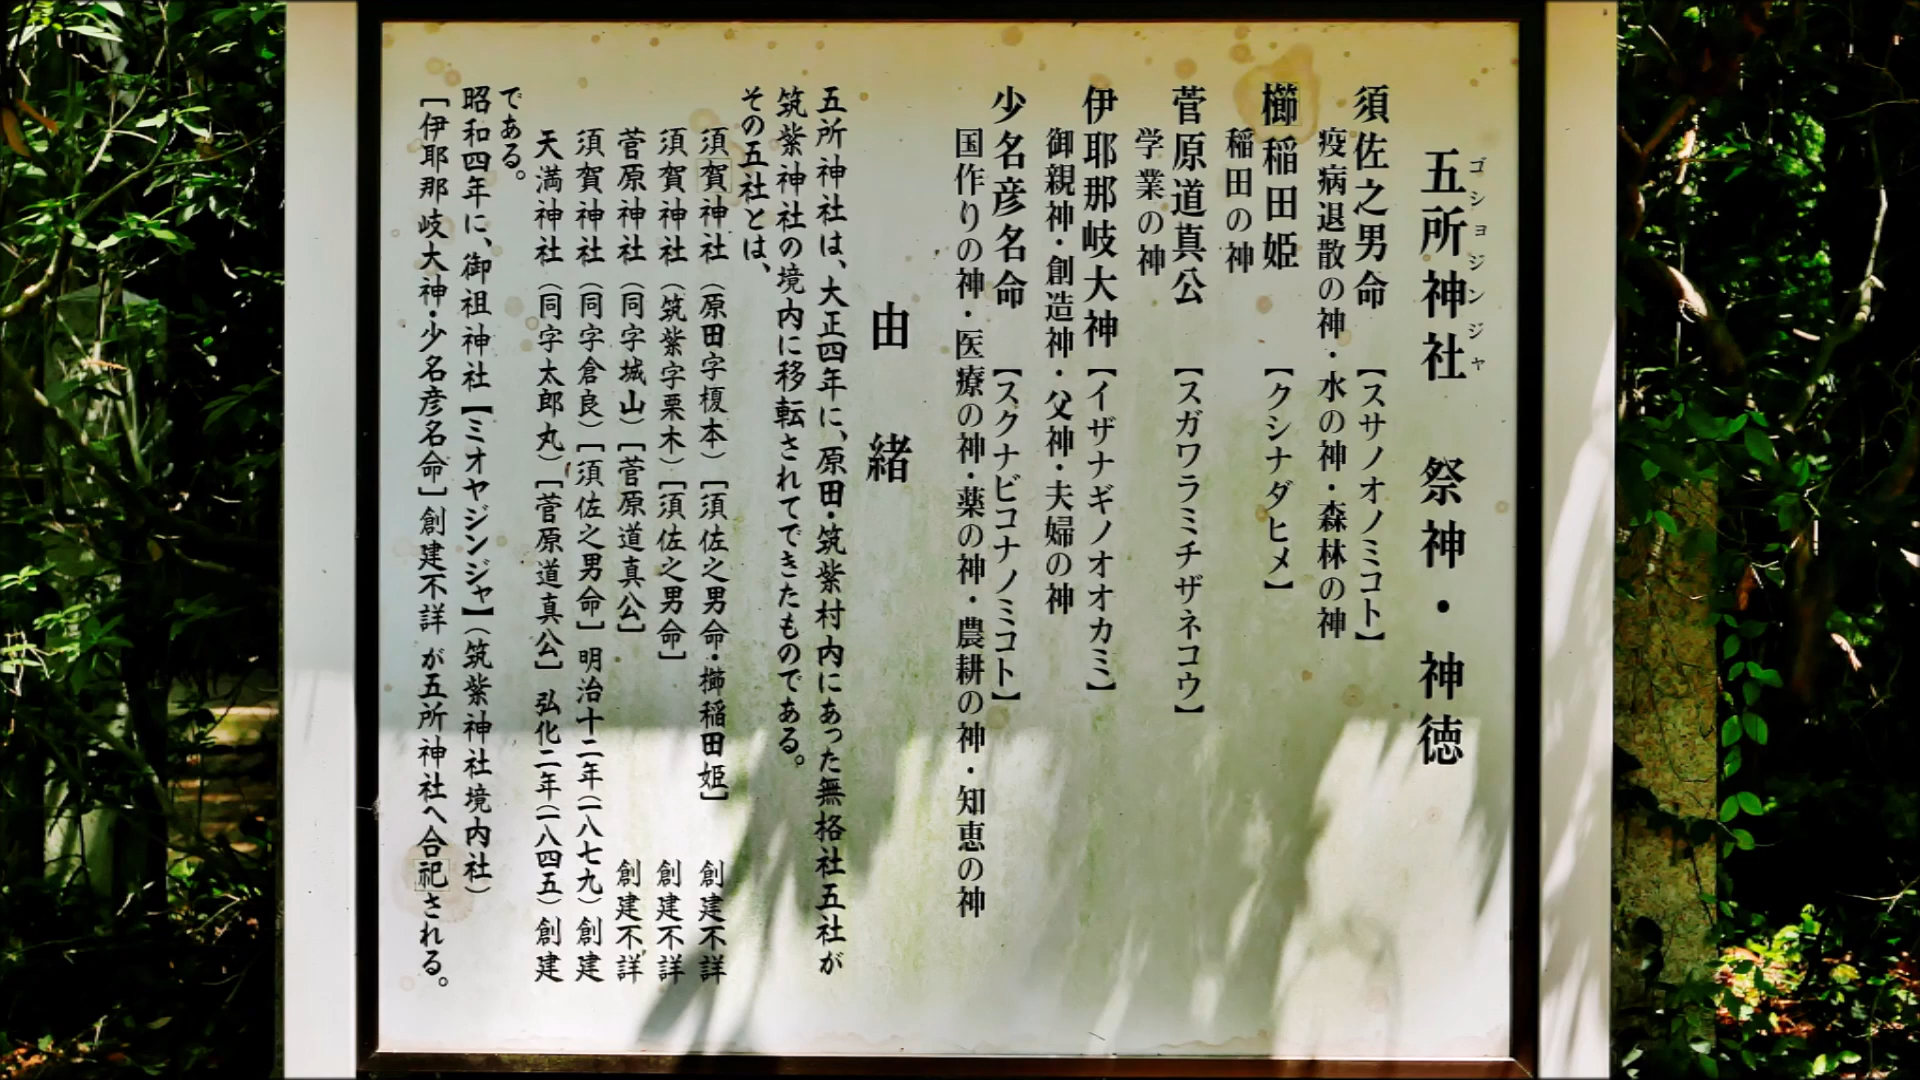 五所神社　祭神・神徳
ゴショジンジャ
須佐之男命　【スサノオノミコト】
疫病退散の神・水の神・森林の神
櫛稲田姫　【クシナダヒメ】
稲田の神
菅原道真公　【スガワラミチザネコウ】
学業の神
伊耶那岐大神【イザナギノオオカミ】
御親神・創造神・父神・夫婦の神
少名彦名命　【スクナビコナノミコト】
国作りの神・医療の神・薬の神・農耕の神・知恵の神
由　緒
五所神社は、大正四年に、原田・筑紫村内にあった無格社五社が
筑紫神社の境内に移転されてできたものである。
その五社とは、
須賀神社（原田字榎本）［須佐之男命・櫛稲田姫］　創建不詳
須賀神社（筑紫字栗木）［須佐之男命］　創建不詳
菅原神社（同字城山）［菅原道真公］　創建不詳
須賀神社（同字倉良）［須佐之男命］明治十二年（一八七九）創建
天満神社（同字太郎丸）［菅原道真公］弘化二年（一八四五）創建
である。
昭和四年に、御祖神社【ミオヤジンジャ】（筑紫神社境内社）
［伊耶那岐大神・少名彦名命］創建不詳 が五所神社へ合祀される。